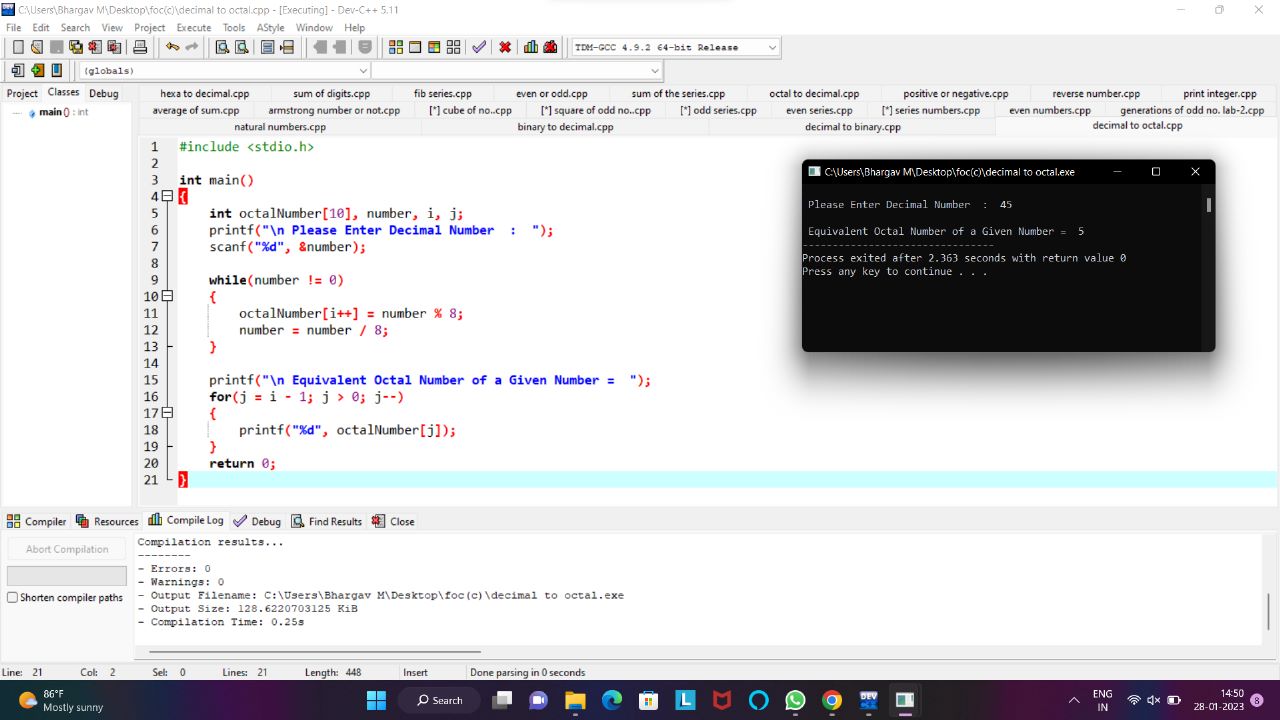 C:\Users\Bhargav M\Desktop\foc(c)\decimal to octal.cpp - [Executing] - Dev-C++ 5.11
File Edit Search View Project Execute Tools AStyle Window Help
TDM-GCC 4.9.2 64-bit Release
(globals)
Project Classes Debug
main () : int
hexa to decimal.cpp sum of digits.cpp fib series.cpp even or odd.cpp sum of the series.cpp octal to decimal.cpp positive or negative.cpp reverse number.cpp print integer.cpp
average of sum.cpp armstrong number or not.cpp [*] cube of no..cpp [*] square of odd no..cpp [*] odd series.cpp even series.cpp [*] series numbers.cpp even numbers.cpp generations of odd no. lab-2.cpp
natural numbers.cpp binary to decimal.cpp decimal to binary.cpp decimal to octal.cpp
1 #include <stdio.h>
2
3 int main()
4 {
5 int octalNumber[10], number, i, j;
6 printf("\n Please Enter Decimal Number  :  ");
7 scanf("%d", &number);
8
9 while(number != 0)
10 {
11 octalNumber[i++] = number % 8;
12 number = number / 8;
13 }
14
15 printf("\n Equivalent Octal Number of a Given Number =  ");
16 for(j = i - 1; j > 0; j--)
17 {
18 printf("%d", octalNumber[j]);
19 }
20 return 0;
21 }
C:\Users\Bhargav M\Desktop\foc(c)\decimal to octal.exe
Please Enter Decimal Number  :  45
Equivalent Octal Number of a Given Number =  5
--------------------------------
Process exited after 2.363 seconds with return value 0
Press any key to continue . . .
Compiler Resources Compile Log Debug Find Results Close
Abort Compilation
Shorten compiler paths
Compilation results...
--------
- Errors: 0
- Warnings: 0
- Output Filename: C:\Users\Bhargav M\Desktop\foc(c)\decimal to octal.exe
- Output Size: 128.6220703125 KiB
- Compilation Time: 0.25s
Line: 21 Col: 2 Sel: 0 Lines: 21 Length: 448 Insert Done parsing in 0 seconds
86°F
Mostly sunny
Search
ENG
IN
14:50
28-01-2023
8